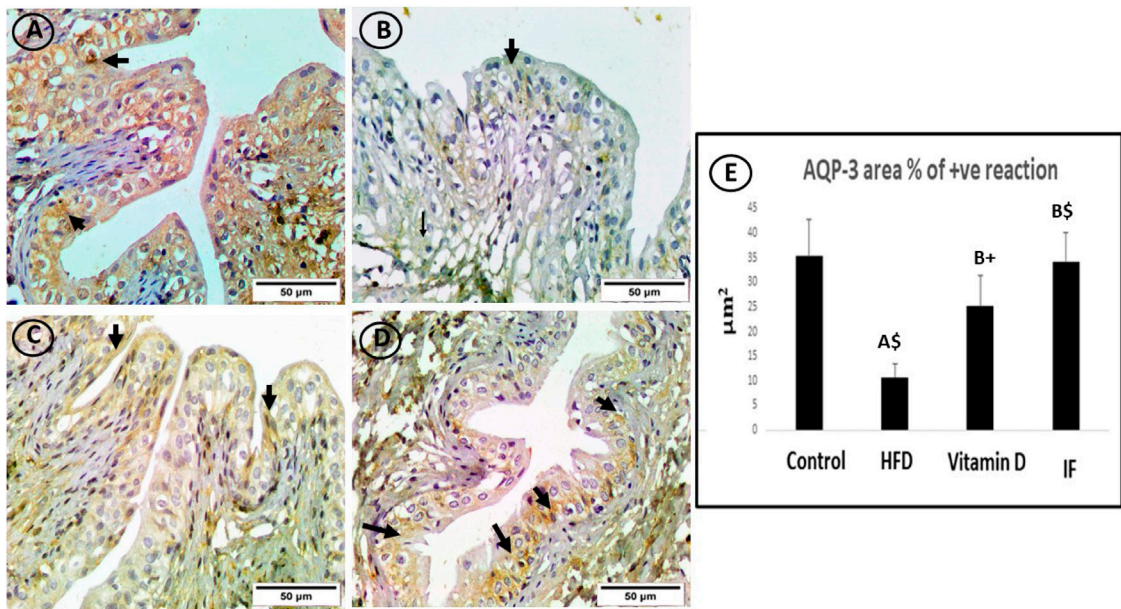 A
50 µm
B
50 µm
C
50 µm
D
50 µm
E
AQP-3 area % of +ve reaction
µm²
45
40
35
30
25
20
15
10
5
0
A$
B+
B$
Control
HFD
Vitamin D
IF